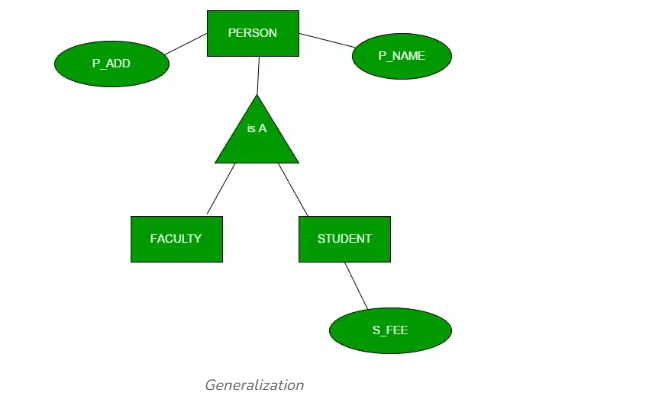 PERSON
P_ADD
P_NAME
is A
FACULTY
STUDENT
S_FEE
Generalization